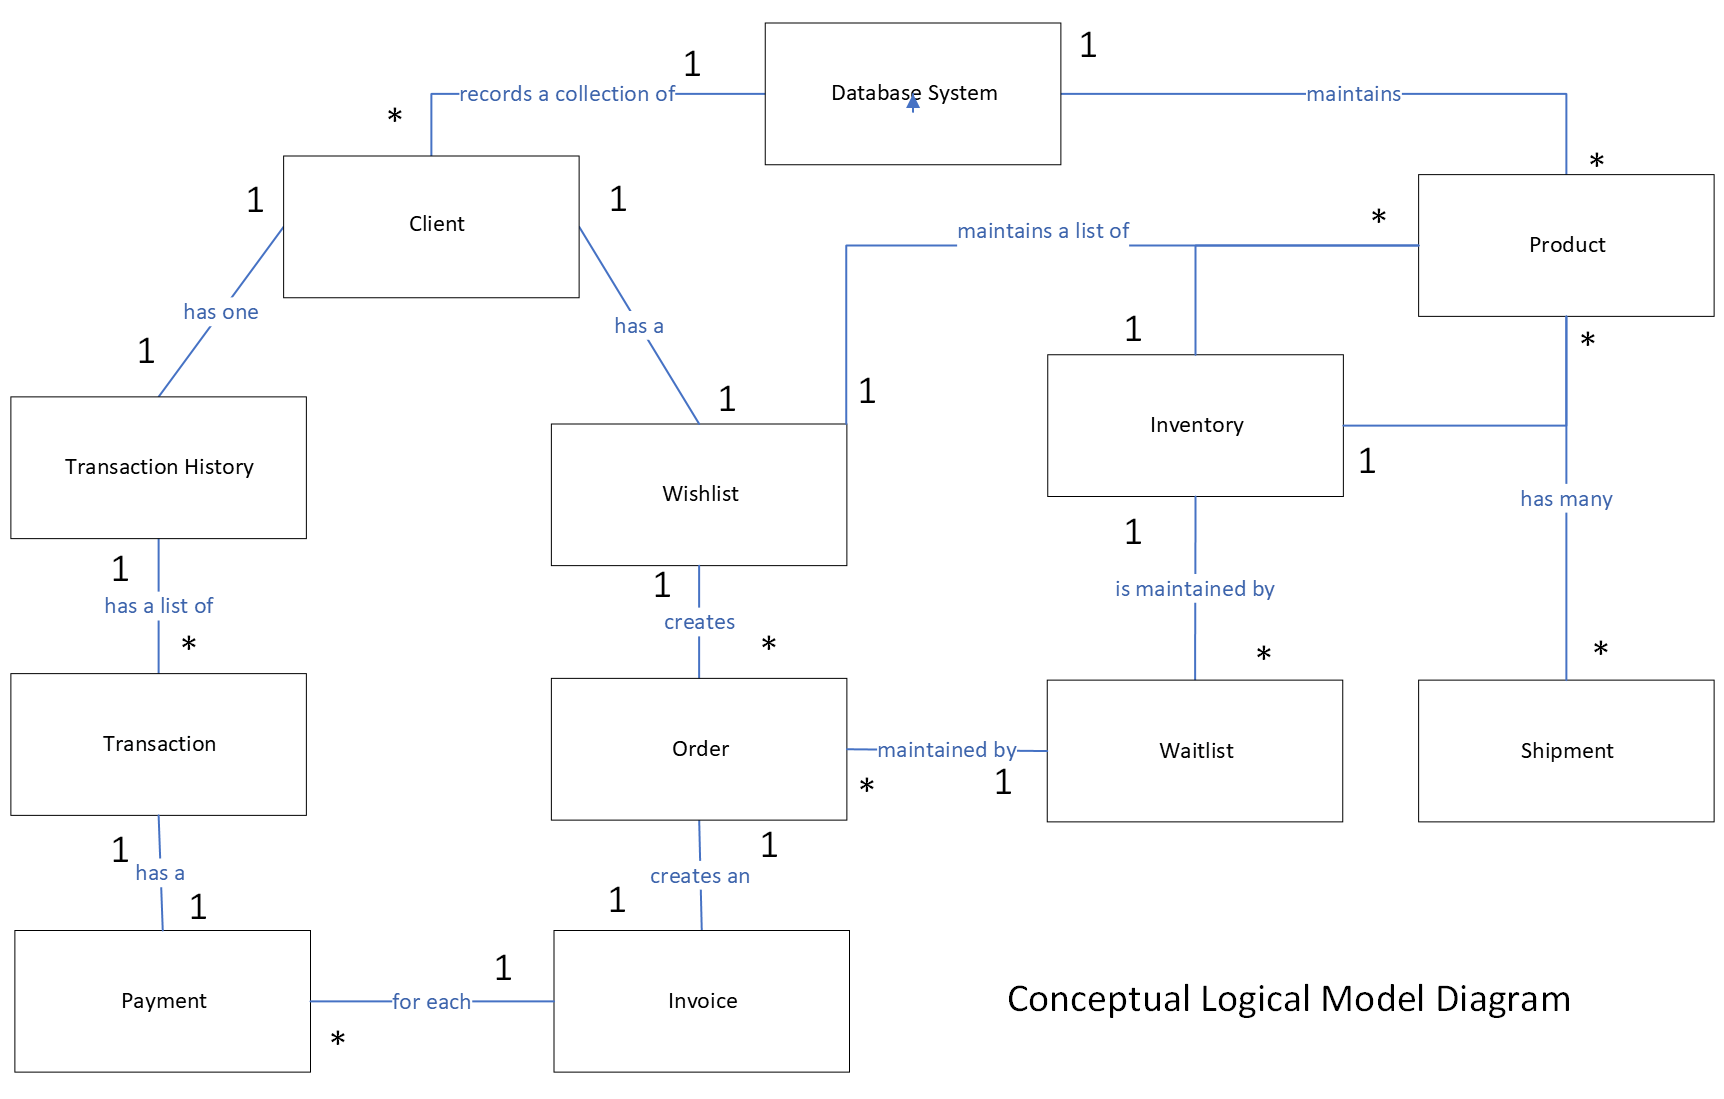 1
Database System
1
records a collection of
maintains
*
*
Client
1
1
*
Product
maintains a list of
has one
has a
1
*
1
1
1
Inventory
1
Transaction History
Wishlist
has many
1
1
1
is maintained by
has a list of
creates
*
*
*
*
Transaction
Order
maintained by
Waitlist
Shipment
*
1
1
1
has a
creates an
1
1
1
Payment
for each
Invoice
*
Conceptual Logical Model Diagram